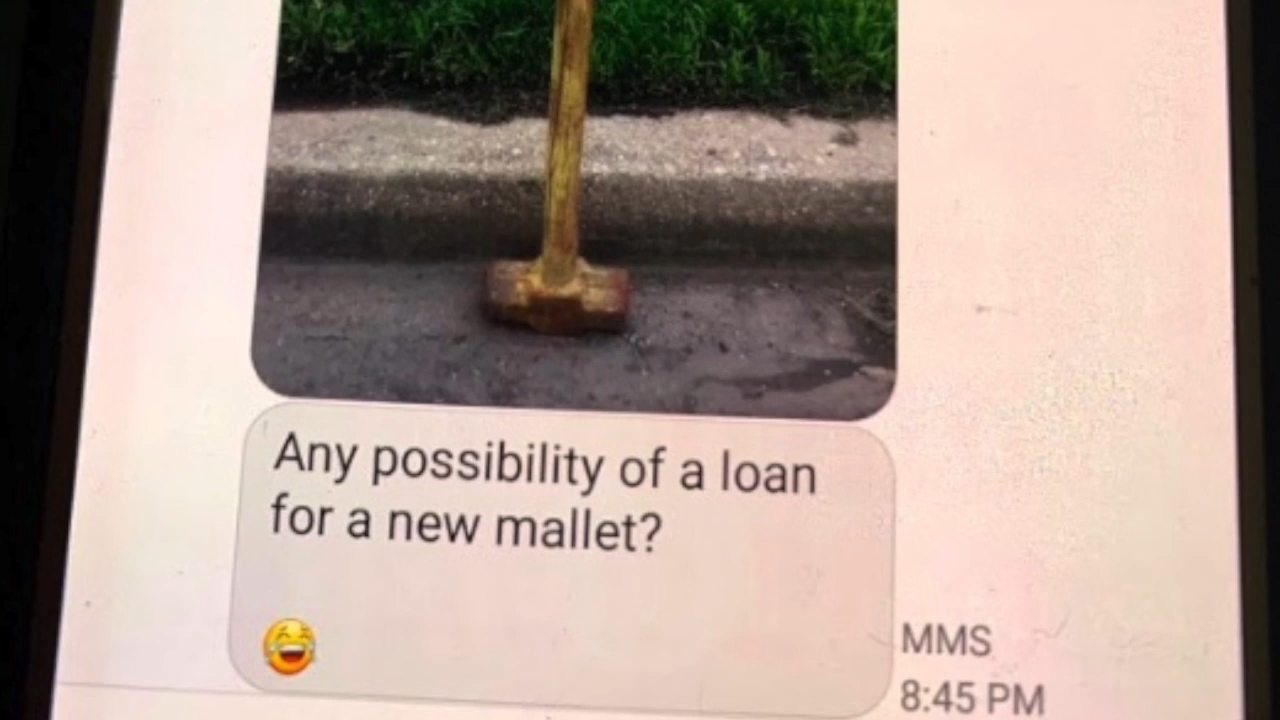 Any possibility of a loan
for a new mallet?
😂
MMS
8:45 PM